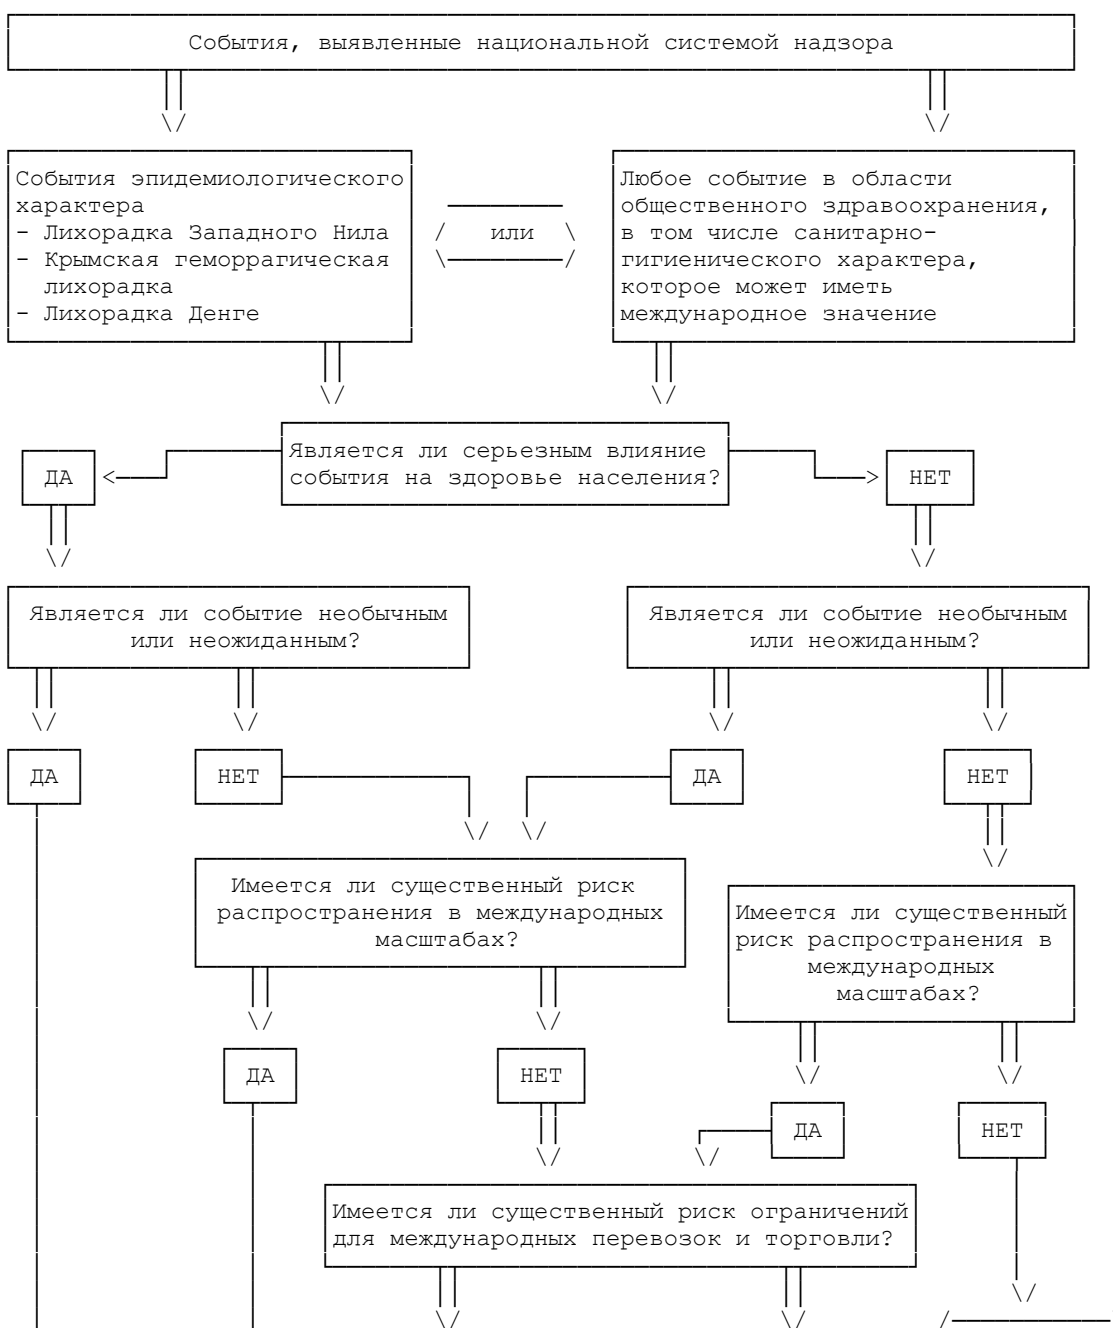 События, выявленные национальной системой надзора
События эпидемиологического
характера
- Лихорадка Западного Нила
- Крымская геморрагическая
лихорадка
- Лихорадка Денге
или
Любое событие в области
общественного здравоохранения,
в том числе санитарно-
гигиенического характера,
которое может иметь
международное значение
Является ли серьезным влияние
события на здоровье населения?
ДА
НЕТ
Является ли событие необычным
или неожиданным?
Является ли событие необычным
или неожиданным?
ДА
НЕТ
ДА
НЕТ
Имеется ли существенный риск
распространения в международных
масштабах?
Имеется ли существенный
риск распространения в
международных
масштабах?
ДА
НЕТ
ДА
НЕТ
Имеется ли существенный риск ограничений
для международных перевозок и торговли?